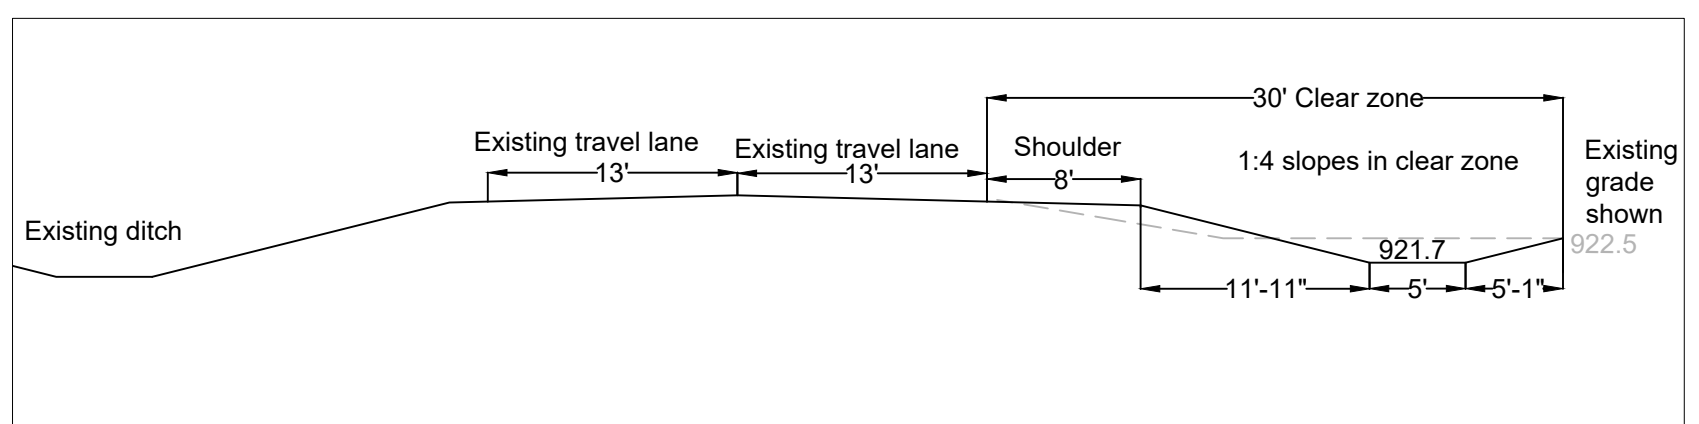 30' Clear zone
Existing travel lane
13'
Existing travel lane
13'
Shoulder
8'
1:4 slopes in clear zone
Existing
grade
shown
922.5
Existing ditch
921.7
11'-11"
5'
5'-1"